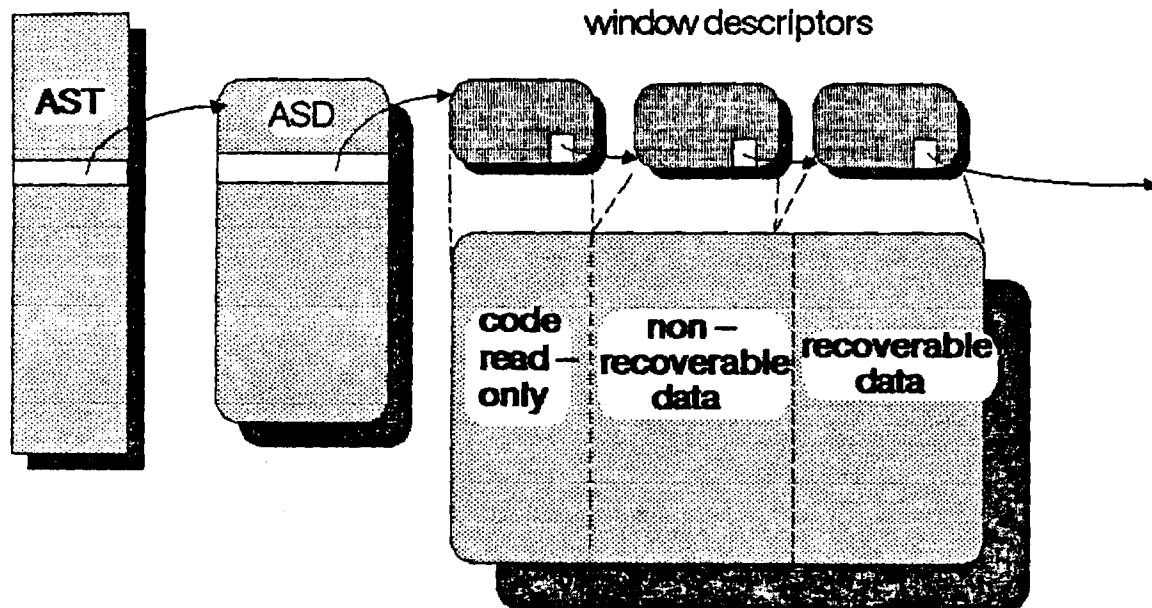 window descriptors
AST
ASD
code
read –
only
non –
recoverable
data
recoverable
data